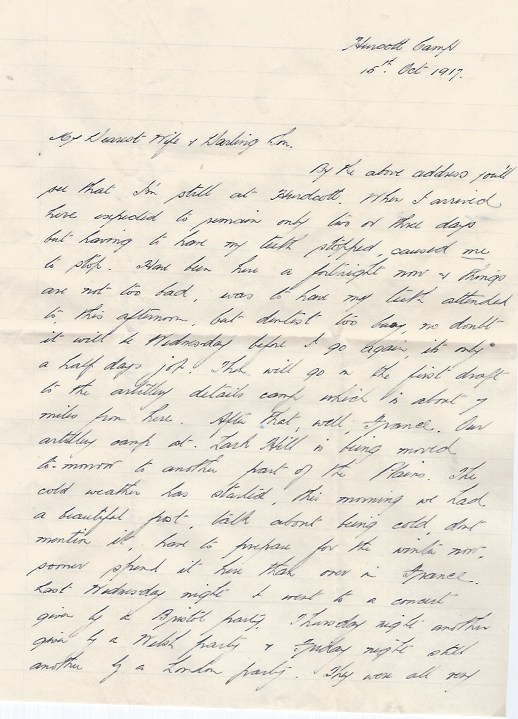 Hurdcott Camp
15th Oct 1917.
My Dearest Wife & Darling Son.
By the above address you'll
see that I'm still at Hurdcott. When I arrived
here expected to remain only two or three days
but having to have my teeth stopped, caused me
to stop. Have been here a fortnight now & things
are not too bad, was to have my teeth attended
to this afternoon, but dentist too busy, no doubt
it will be Wednesday before I go again, its only
a half days job. Then will go on the first draft
to the artillery details camp which is about 7
miles from here. After that, well, France. Our
artillery camp at Lark Hill is being moved
to-morrow to another part of the Plains. The
cold weather has started, this morning we had
a beautiful frost, talk about being cold, dont
mention it, have to prepare for the winter now,
sooner spend it here than over in France.
Last Wednesday night I went to a concert
given by a Bristol party. Thursday night another
given by a Welsh party & Friday night still
another by a London party. They were all very